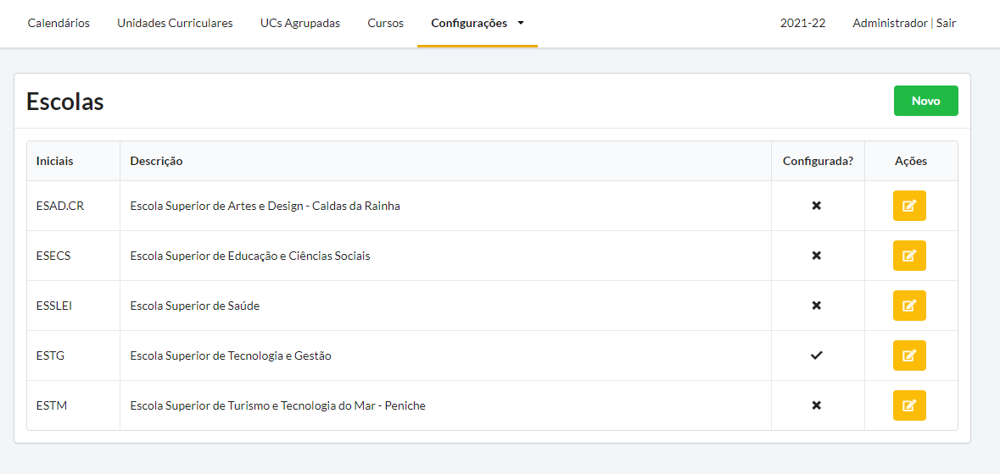 Calendários Unidades Curriculares UCs Agrupadas Cursos Configurações 2021-22 Administrador | Sair
Escolas Novo
Iniciais Descrição Configurada? Ações
ESAD.CR Escola Superior de Artes e Design - Caldas da Rainha
ESECS Escola Superior de Educação e Ciências Sociais
ESSLEI Escola Superior de Saúde
ESTG Escola Superior de Tecnologia e Gestão
ESTM Escola Superior de Turismo e Tecnologia do Mar - Peniche